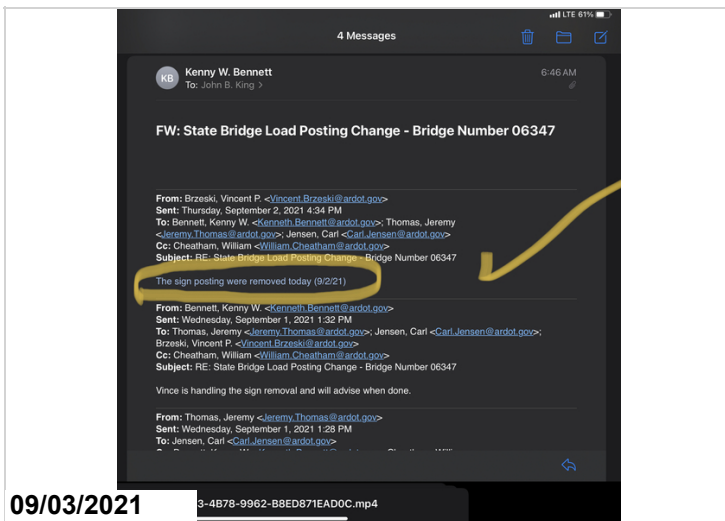 LTE 61%
4 Messages
KB
Kenny W. Bennett
6:46 AM
To: John B. King >
FW: State Bridge Load Posting Change - Bridge Number 06347
From: Brzeski, Vincent P. <Vincent.Brzeski@ardot.gov>
Sent: Thursday, September 2, 2021 4:34 PM
To: Bennett, Kenny W. <Kenneth.Bennett@ardot.gov>; Thomas, Jeremy
<Jeremy.Thomas@ardot.gov>; Jensen, Carl <Carl.Jensen@ardot.gov>
Cc: Cheatham, William <William.Cheatham@ardot.gov>
Subject: RE: State Bridge Load Posting Change - Bridge Number 06347
The sign posting were removed today (9/2/21)
From: Bennett, Kenny W. <Kenneth.Bennett@ardot.gov>
Sent: Wednesday, September 1, 2021 1:32 PM
To: Thomas, Jeremy <Jeremy.Thomas@ardot.gov>; Jensen, Carl <Carl.Jensen@ardot.gov>;
Brzeski, Vincent P. <Vincent.Brzeski@ardot.gov>
Cc: Cheatham, William <William.Cheatham@ardot.gov>
Subject: RE: State Bridge Load Posting Change - Bridge Number 06347
Vince is handling the sign removal and will advise when done.
From: Thomas, Jeremy <Jeremy.Thomas@ardot.gov>
Sent: Wednesday, September 1, 2021 1:28 PM
To: Jensen, Carl <Carl.Jensen@ardot.gov>
09/03/2021
3-4B78-9962-B8ED871EAD0C.mp4